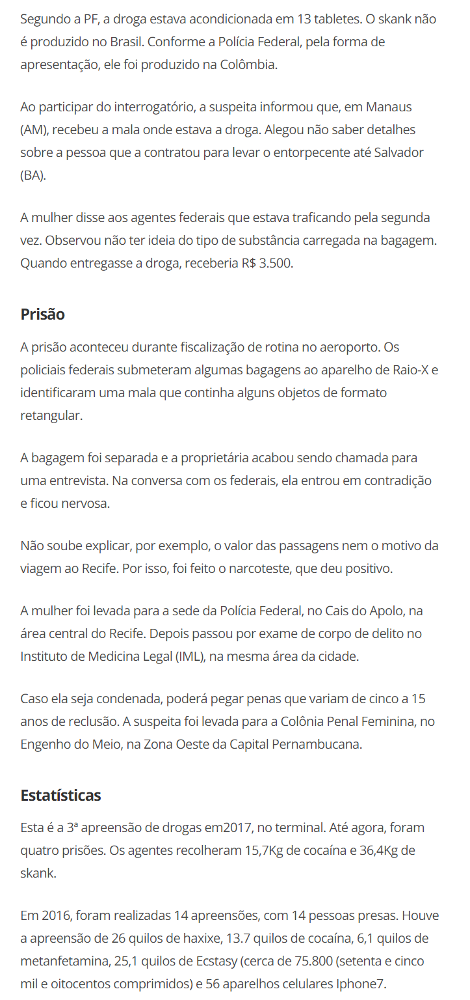 Segundo a PF, a droga estava acondicionada em 13 tabletes. O skank não
é produzido no Brasil. Conforme a Polícia Federal, pela forma de
apresentação, ele foi produzido na Colômbia.
Ao participar do interrogatório, a suspeita informou que, em Manaus
(AM), recebeu a mala onde estava a droga. Alegou não saber detalhes
sobre a pessoa que a contratou para levar o entorpecente até Salvador
(BA).
A mulher disse aos agentes federais que estava traficando pela segunda
vez. Observou não ter ideia do tipo de substância carregada na bagagem.
Quando entregasse a droga, receberia R$ 3.500.
Prisão
A prisão aconteceu durante fiscalização de rotina no aeroporto. Os
policiais federais submeteram algumas bagagens ao aparelho de Raio-X e
identificaram uma mala que continha alguns objetos de formato
retangular.
A bagagem foi separada e a proprietária acabou sendo chamada para
uma entrevista. Na conversa com os federais, ela entrou em contradição
e ficou nervosa.
Não soube explicar, por exemplo, o valor das passagens nem o motivo da
viagem ao Recife. Por isso, foi feito o narcoteste, que deu positivo.
A mulher foi levada para a sede da Polícia Federal, no Cais do Apolo, na
área central do Recife. Depois passou por exame de corpo de delito no
Instituto de Medicina Legal (IML), na mesma área da cidade.
Caso ela seja condenada, poderá pegar penas que variam de cinco a 15
anos de reclusão. A suspeita foi levada para a Colônia Penal Feminina, no
Engenho do Meio, na Zona Oeste da Capital Pernambucana.
Estatísticas
Esta é a 3ª apreensão de drogas em2017, no terminal. Até agora, foram
quatro prisões. Os agentes recolheram 15,7Kg de cocaína e 36,4Kg de
skank.
Em 2016, foram realizadas 14 apreensões, com 14 pessoas presas. Houve
a apreensão de 26 quilos de haxixe, 13.7 quilos de cocaína, 6,1 quilos de
metanfetamina, 25,1 quilos de Ecstasy (cerca de 75.800 (setenta e cinco
mil e oitocentos comprimidos) e 56 aparelhos celulares Iphone7.